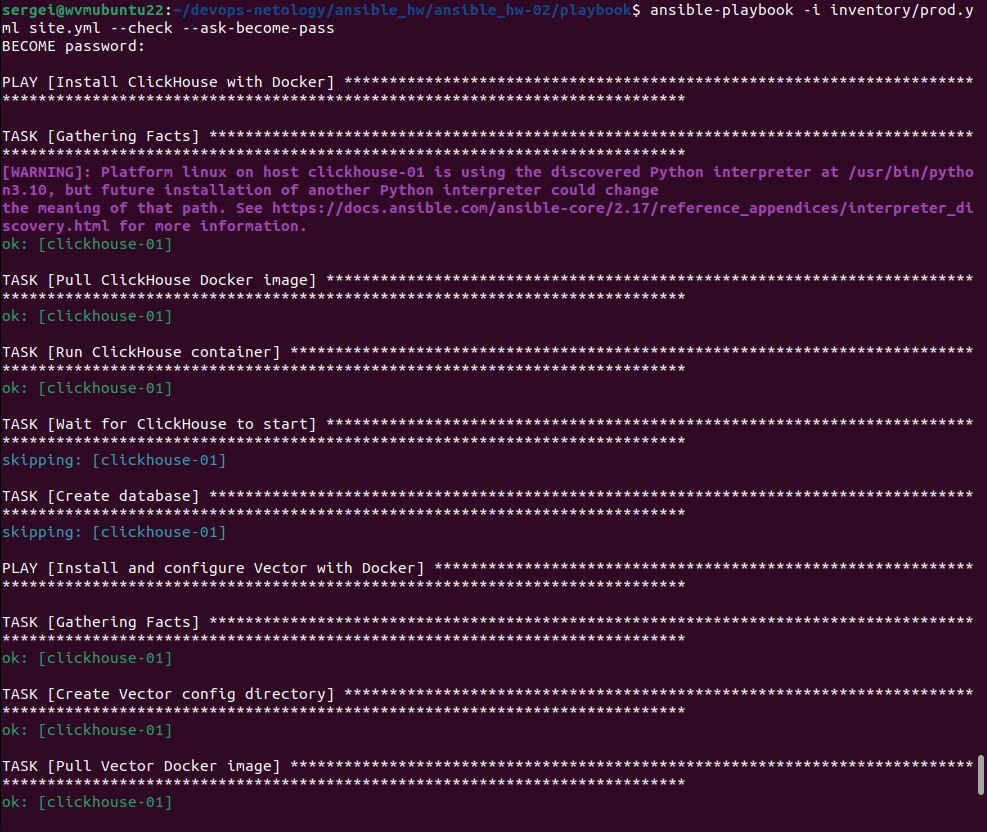 sergei@wvmubuntu22:~/devops-netology/ansible_hw/ansible_hw-02/playbook$ ansible-playbook -i inventory/prod.y
ml site.yml --check --ask-become-pass
BECOME password:
PLAY [Install ClickHouse with Docker] **********************************************************************
****************************************************************************
TASK [Gathering Facts] *************************************************************************************
****************************************************************************
[WARNING]: Platform linux on host clickhouse-01 is using the discovered Python interpreter at /usr/bin/pytho
n3.10, but future installation of another Python interpreter could change
the meaning of that path. See https://docs.ansible.com/ansible-core/2.17/reference_appendices/interpreter_di
scovery.html for more information.
ok: [clickhouse-01]
TASK [Pull ClickHouse Docker image] ************************************************************************
****************************************************************************
ok: [clickhouse-01]
TASK [Run ClickHouse container] ****************************************************************************
****************************************************************************
ok: [clickhouse-01]
TASK [Wait for ClickHouse to start] ************************************************************************
****************************************************************************
skipping: [clickhouse-01]
TASK [Create database] *************************************************************************************
****************************************************************************
skipping: [clickhouse-01]
PLAY [Install and configure Vector with Docker] ************************************************************
****************************************************************************
TASK [Gathering Facts] *************************************************************************************
****************************************************************************
ok: [clickhouse-01]
TASK [Create Vector config directory] **********************************************************************
****************************************************************************
ok: [clickhouse-01]
TASK [Pull Vector Docker image] ****************************************************************************
****************************************************************************
ok: [clickhouse-01]